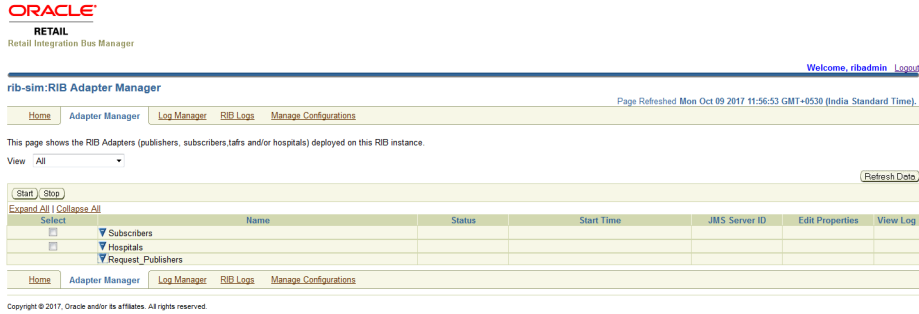 ORACLE
RETAIL
Retail Integration Bus Manager
Welcome, ribadmin Logout
rib-sim:RIB Adapter Manager
Page Refreshed Mon Oct 09 2017 11:56:53 GMT+0530 (India Standard Time).
Home Adapter Manager Log Manager RIB Logs Manage Configurations
This page shows the RIB Adapters (publishers, subscribers,tafrs and/or hospitals) deployed on this RIB instance.
View All
Refresh Data
Start Stop
Expand All | Collapse All
Select Name Status Start Time JMS Server ID Edit Properties View Log
Subscribers
Hospitals
Request_Publishers
Home Adapter Manager Log Manager RIB Logs Manage Configurations
Copyright © 2017, Oracle and/or its affiliates. All rights reserved.